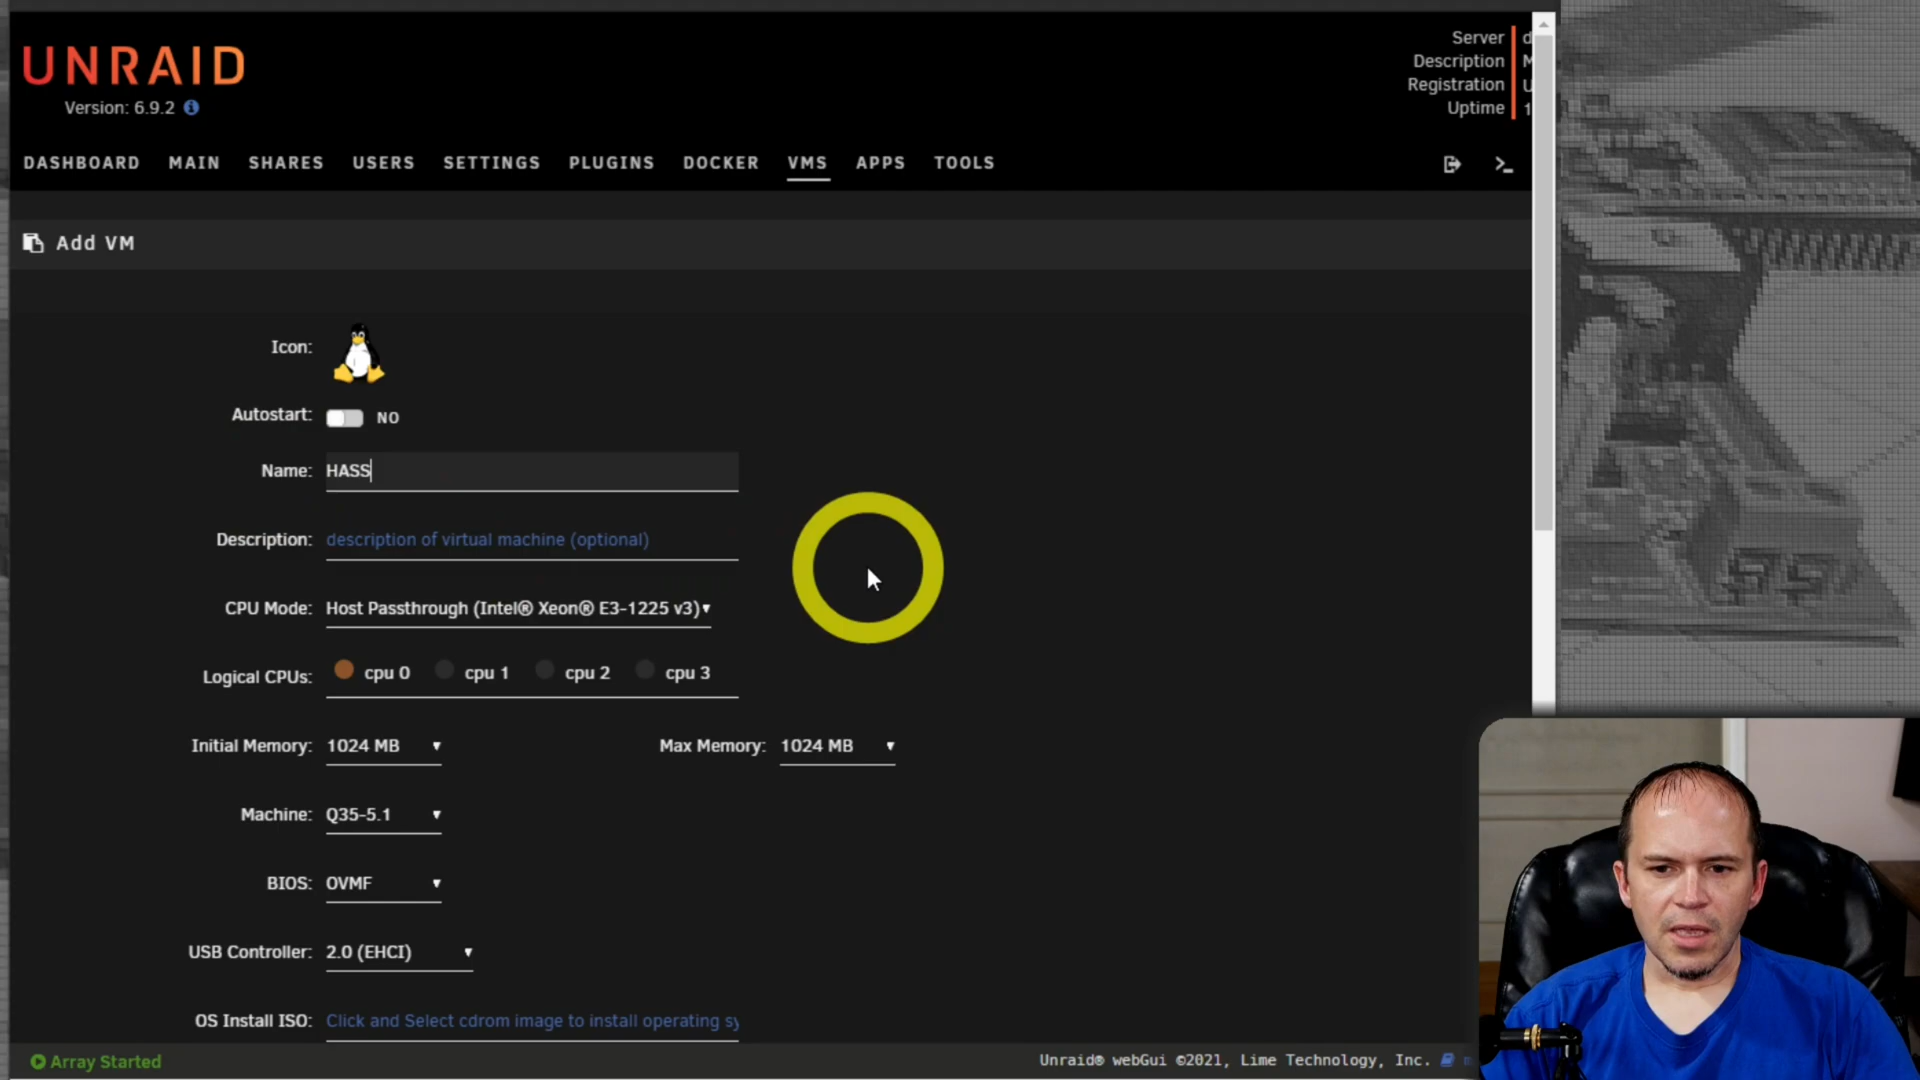 UNRAID
Version: 6.9.2
Server
Description
Registration
Uptime
DASHBOARD MAIN SHARES USERS SETTINGS PLUGINS DOCKER VMS APPS TOOLS
Add VM
Icon:
Autostart: NO
Name: HASS
Description: description of virtual machine (optional)
CPU Mode: Host Passthrough (Intel® Xeon® E3-1225 v3)
Logical CPUs: cpu 0 cpu 1 cpu 2 cpu 3
Initial Memory: 1024 MB Max Memory: 1024 MB
Machine: Q35-5.1
BIOS: OVMF
USB Controller: 2.0 (EHCI)
OS Install ISO: Click and Select cdrom image to install operating sy
Array Started Unraid® webGui ©2021, Lime Technology, Inc.